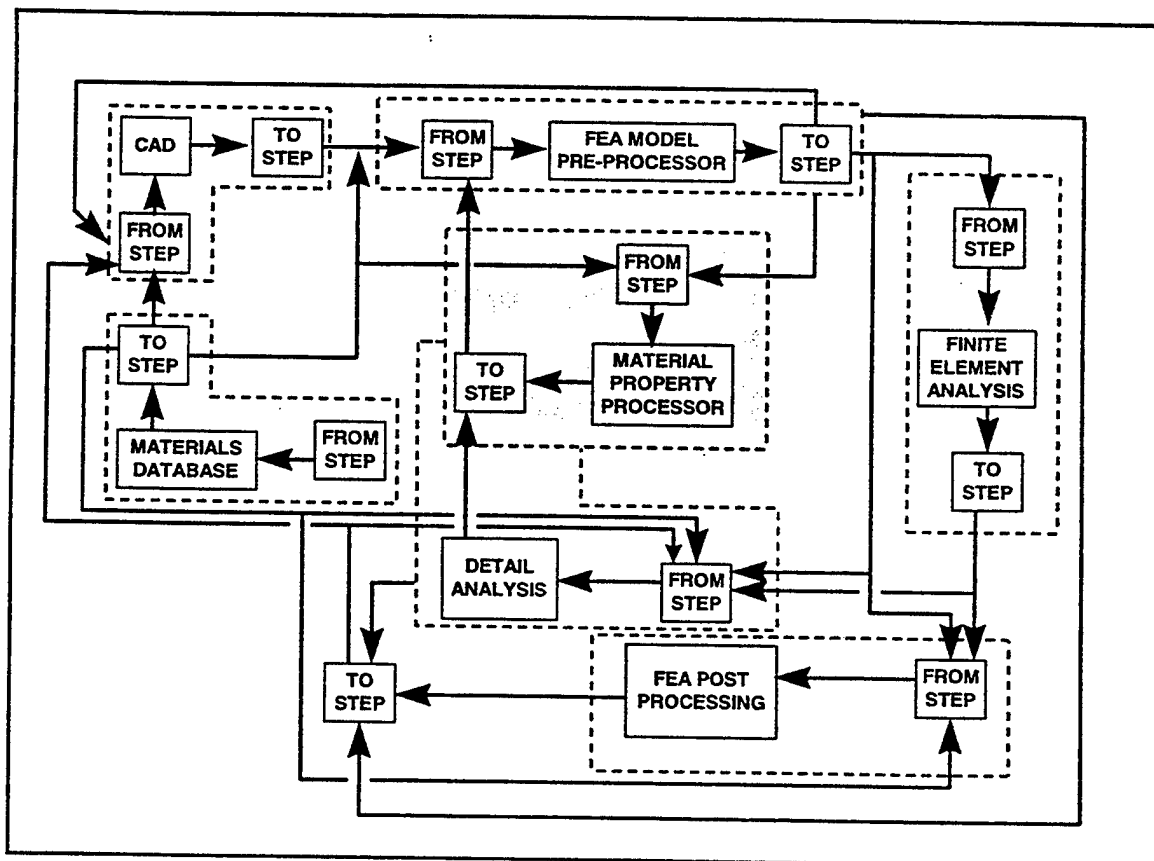 CAD
TO
STEP
FROM
STEP
FEA MODEL
PRE-PROCESSOR
TO
STEP
FROM
STEP
FROM
STEP
FROM
STEP
TO
STEP
TO
STEP
MATERIAL
PROPERTY
PROCESSOR
FINITE
ELEMENT
ANALYSIS
MATERIALS
DATABASE
FROM
STEP
TO
STEP
DETAIL
ANALYSIS
FROM
STEP
TO
STEP
FEA POST
PROCESSING
FROM
STEP